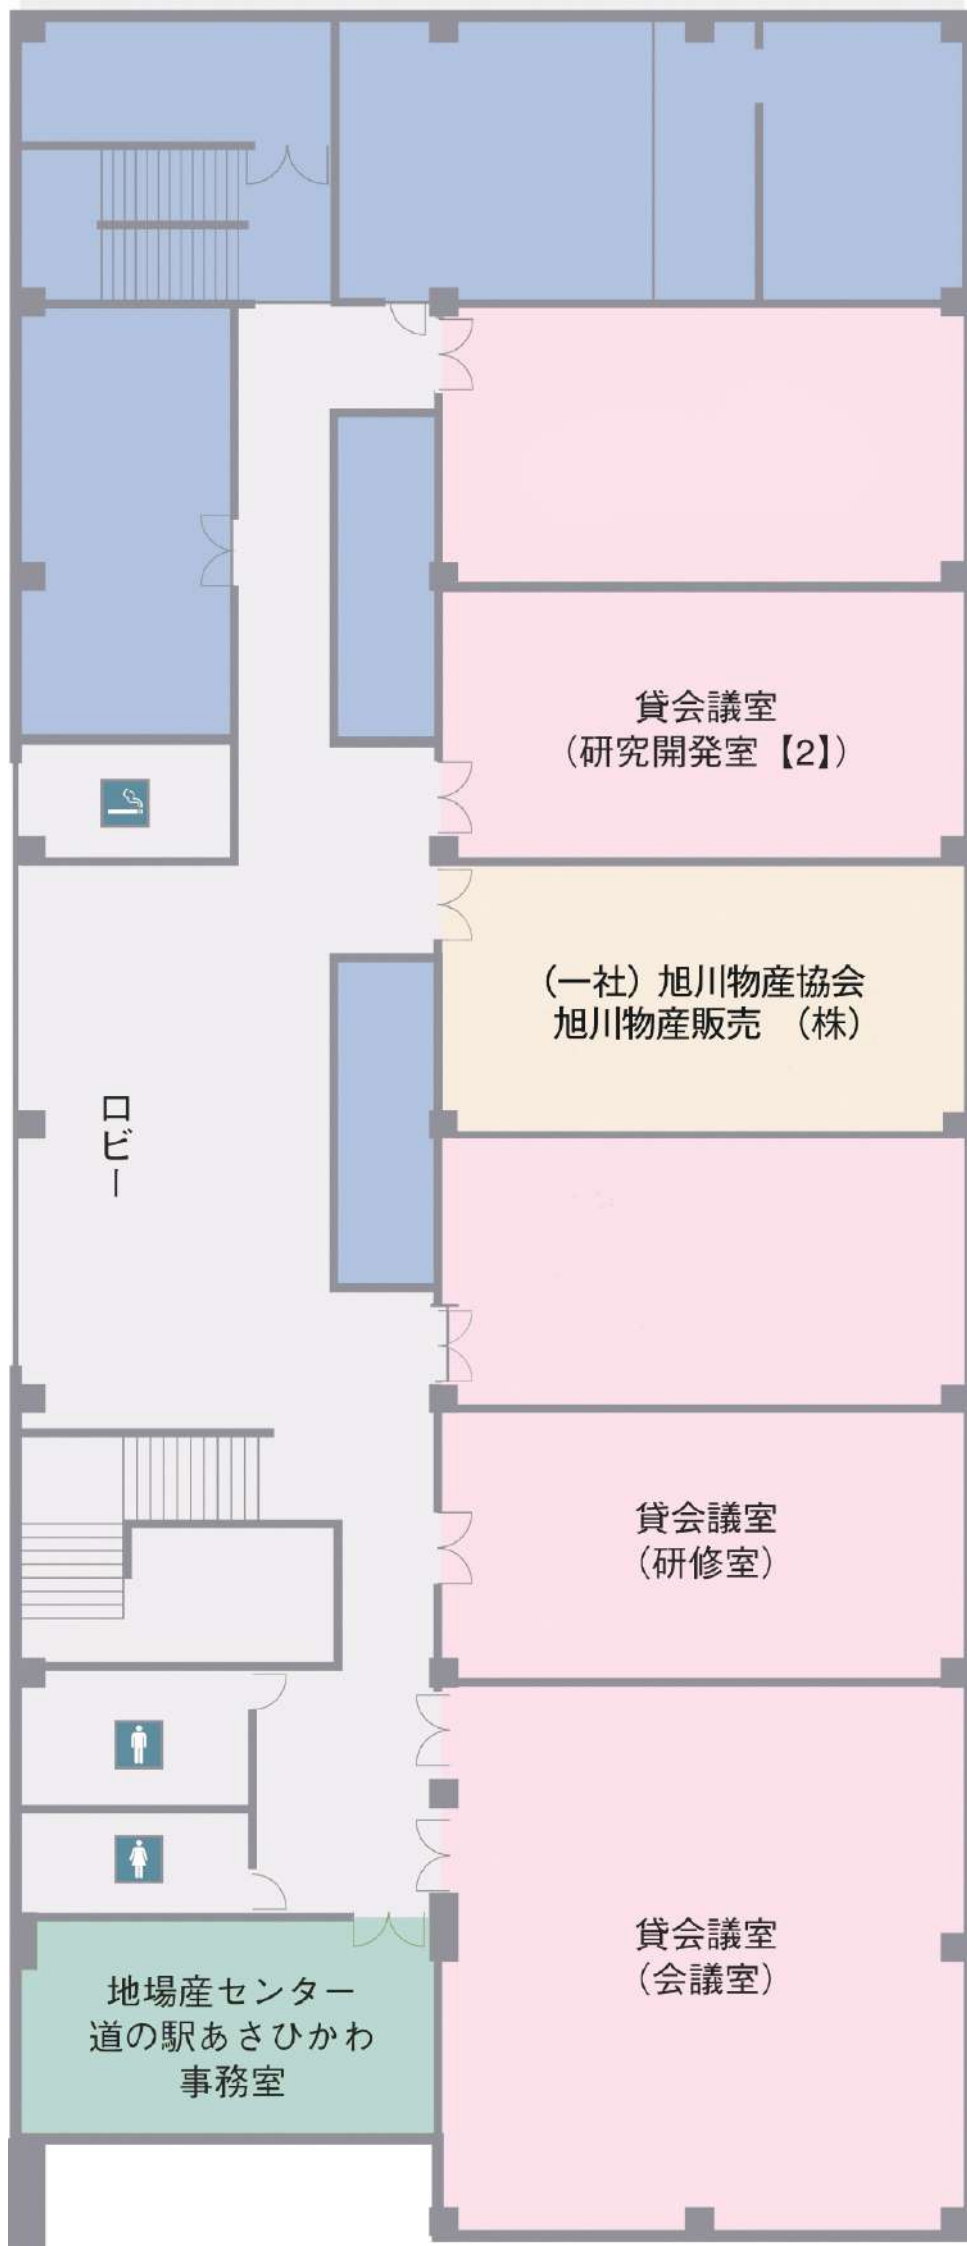 貸会議室
（研究開発室【2】）
（一社）旭川物産協会
旭川物産販売　（株）
ロビー
貸会議室
（研修室）
貸会議室
（会議室）
地場産センター
道の駅あさひかわ
事務室